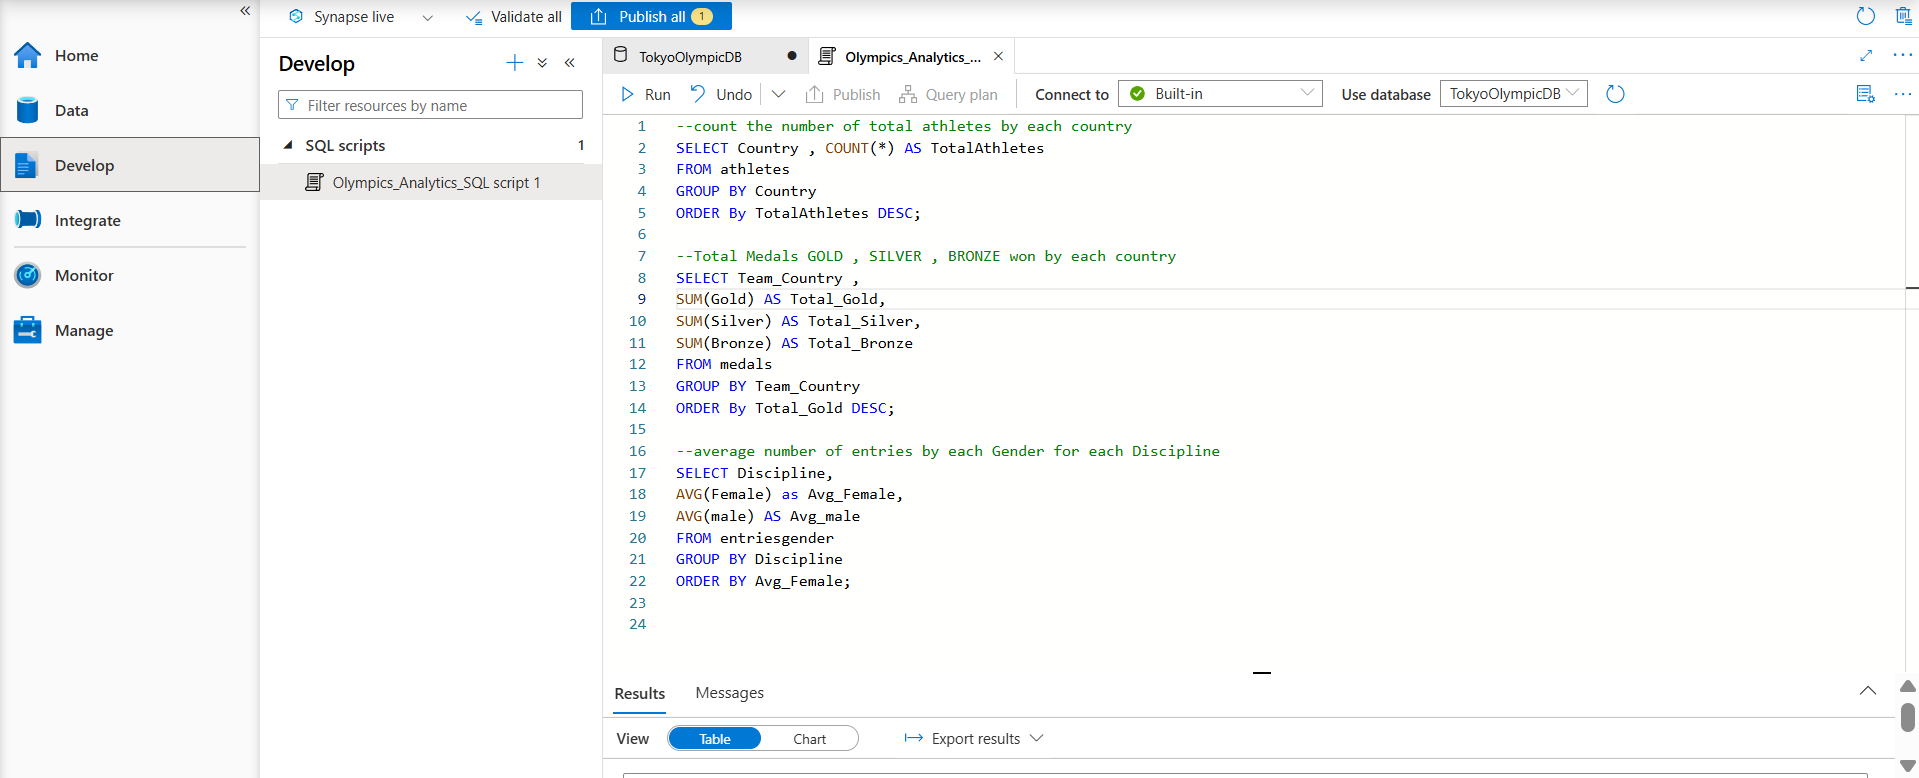 Synapse live
Validate all
Publish all 1
Home
Data
Develop
Integrate
Monitor
Manage
Develop
Filter resources by name
SQL scripts 1
Olympics_Analytics_SQL script 1
TokyoOlympicDB
Olympics_Analytics_...
Run Undo Publish Query plan Connect to Built-in Use database TokyoOlympicDB
1 --count the number of total athletes by each country
2 SELECT Country , COUNT(*) AS TotalAthletes
3 FROM athletes
4 GROUP BY Country
5 ORDER By TotalAthletes DESC;
6
7 --Total Medals GOLD , SILVER , BRONZE won by each country
8 SELECT Team_Country ,
9 SUM(Gold) AS Total_Gold,
10 SUM(Silver) AS Total_Silver,
11 SUM(Bronze) AS Total_Bronze
12 FROM medals
13 GROUP BY Team_Country
14 ORDER By Total_Gold DESC;
15
16 --average number of entries by each Gender for each Discipline
17 SELECT Discipline,
18 AVG(Female) as Avg_Female,
19 AVG(male) AS Avg_male
20 FROM entriesgender
21 GROUP BY Discipline
22 ORDER BY Avg_Female;
23
24
Results Messages
View Table Chart Export results